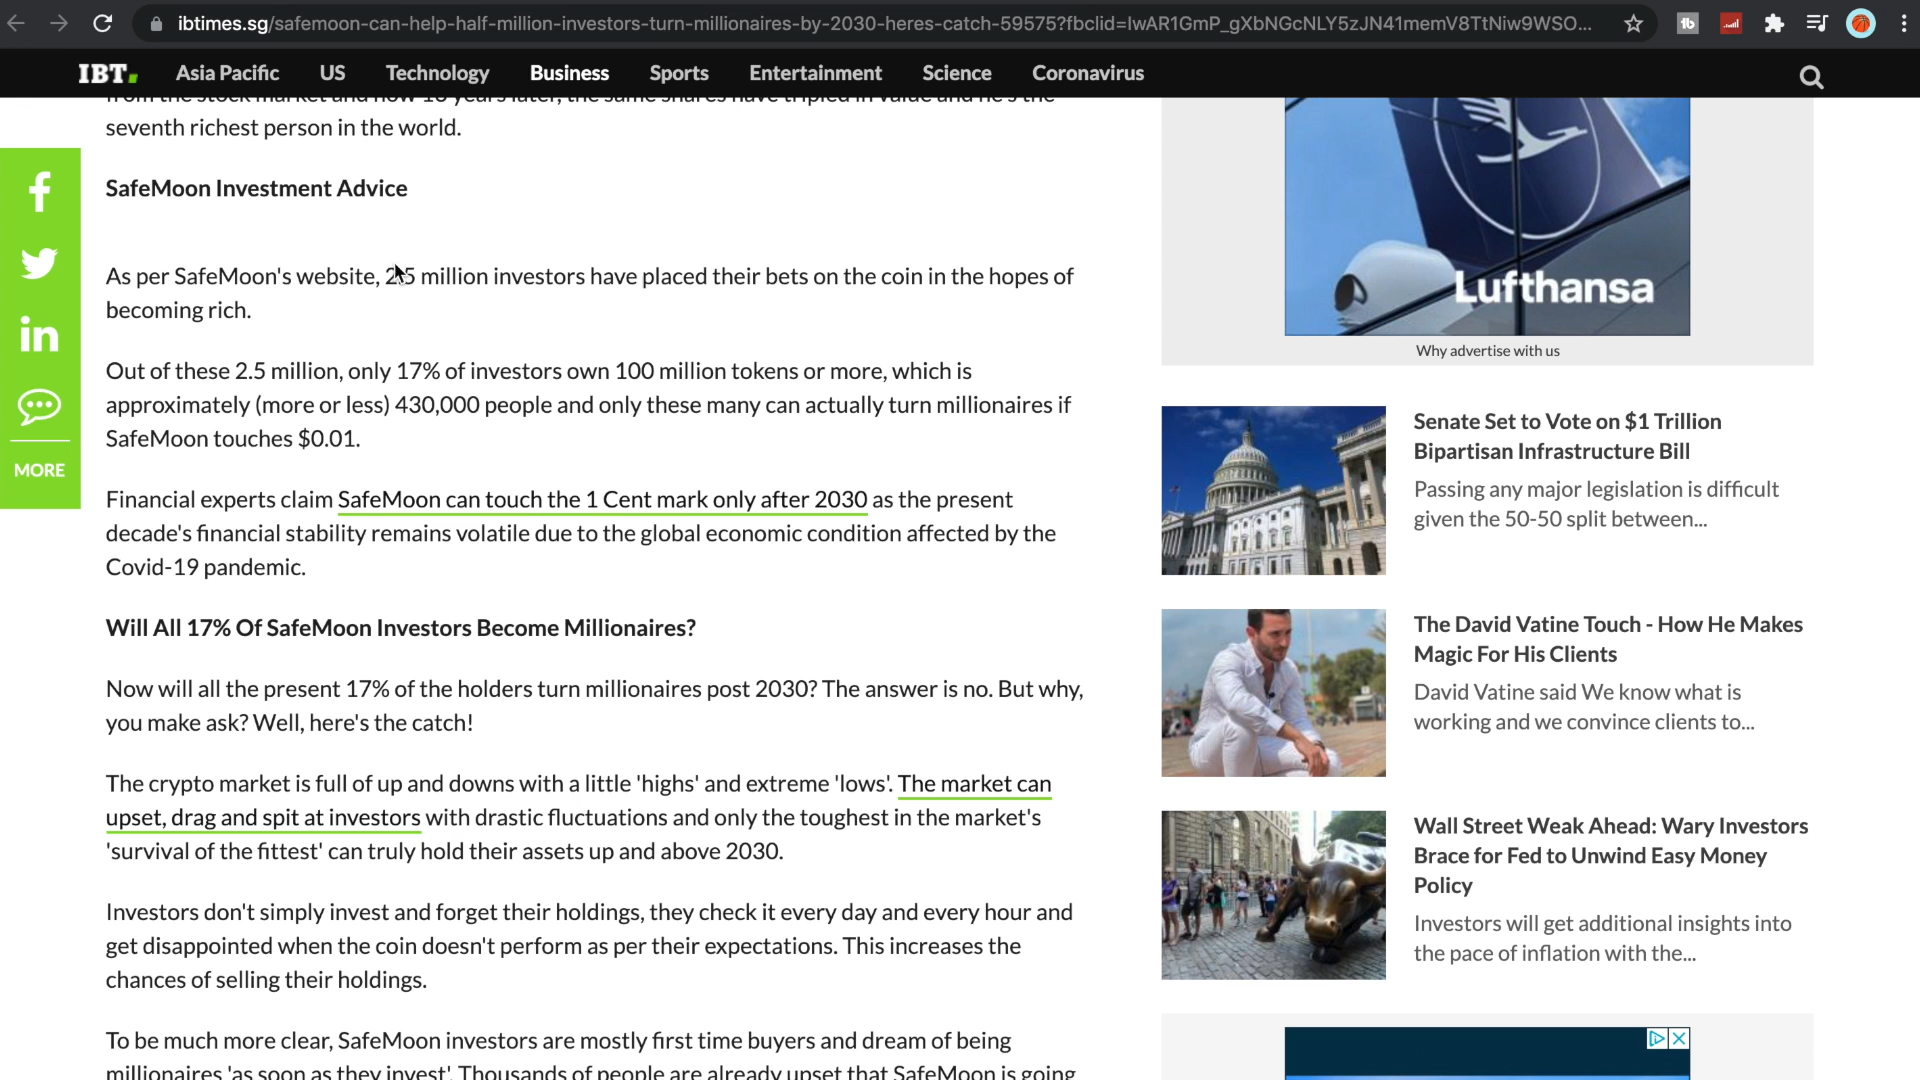 ibtimes.sg/safemoon-can-help-half-million-investors-turn-millionaires-by-2030-heres-catch-59575?fbclid=IwAR1GmP_gXbNGcNLY5zJN41memV8TtNiw9WSO...
IBT.
Asia Pacific US Technology Business Sports Entertainment Science Coronavirus
from the stock market and now 18 years later, the same shares have tripled in value and he's the
seventh richest person in the world.
SafeMoon Investment Advice
As per SafeMoon's website, 2.5 million investors have placed their bets on the coin in the hopes of
becoming rich.
Out of these 2.5 million, only 17% of investors own 100 million tokens or more, which is
approximately (more or less) 430,000 people and only these many can actually turn millionaires if
SafeMoon touches $0.01.
Financial experts claim SafeMoon can touch the 1 Cent mark only after 2030 as the present
decade's financial stability remains volatile due to the global economic condition affected by the
Covid-19 pandemic.
Will All 17% Of SafeMoon Investors Become Millionaires?
Now will all the present 17% of the holders turn millionaires post 2030? The answer is no. But why,
you make ask? Well, here's the catch!
The crypto market is full of up and downs with a little 'highs' and extreme 'lows'. The market can
upset, drag and spit at investors with drastic fluctuations and only the toughest in the market's
'survival of the fittest' can truly hold their assets up and above 2030.
Investors don't simply invest and forget their holdings, they check it every day and every hour and
get disappointed when the coin doesn't perform as per their expectations. This increases the
chances of selling their holdings.
To be much more clear, SafeMoon investors are mostly first time buyers and dream of being
millionaires 'as soon as they invest'. Thousands of people are already upset that SafeMoon is going
MORE
Lufthansa
Why advertise with us
Senate Set to Vote on $1 Trillion
Bipartisan Infrastructure Bill
Passing any major legislation is difficult
given the 50-50 split between...
The David Vatine Touch - How He Makes
Magic For His Clients
David Vatine said We know what is
working and we convince clients to...
Wall Street Weak Ahead: Wary Investors
Brace for Fed to Unwind Easy Money
Policy
Investors will get additional insights into
the pace of inflation with the...